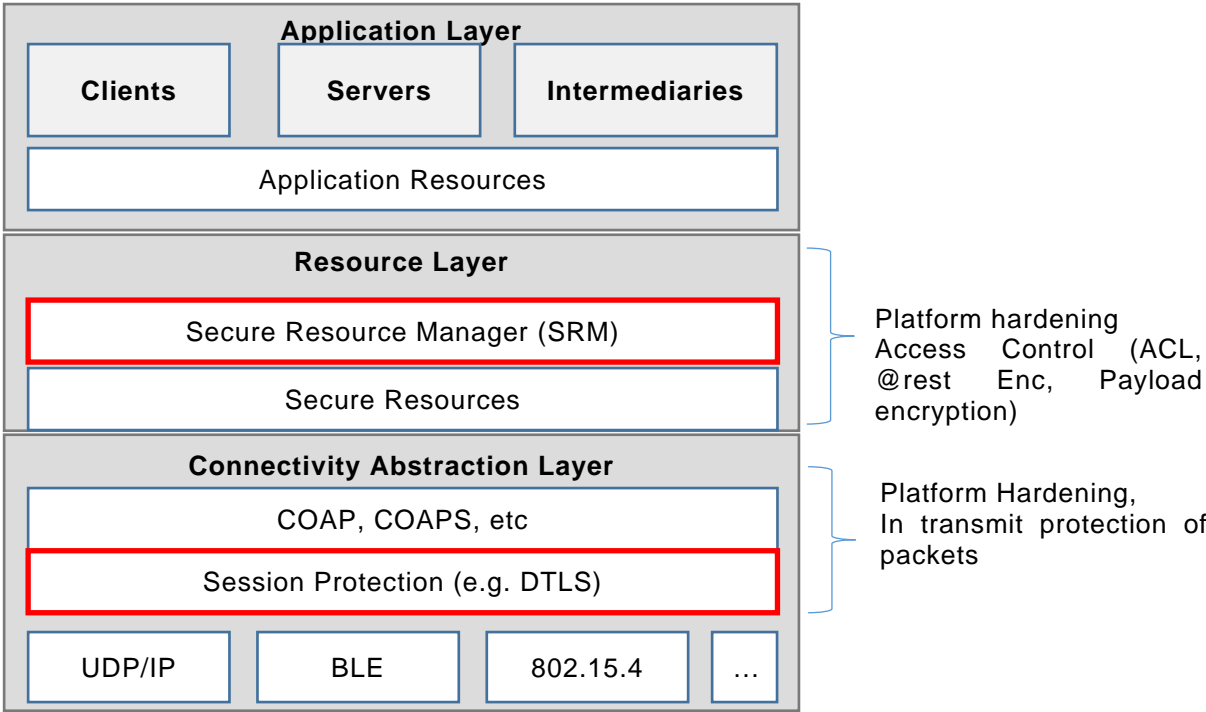 Application Layer
Clients
Servers
Intermediaries
Application Resources
Resource Layer
Secure Resource Manager (SRM)
Secure Resources
Platform hardening
Access Control (ACL,
@rest Enc, Payload
encryption)
Connectivity Abstraction Layer
COAP, COAPS, etc
Session Protection (e.g. DTLS)
Platform Hardening,
In transmit protection of
packets
UDP/IP
BLE
802.15.4
...